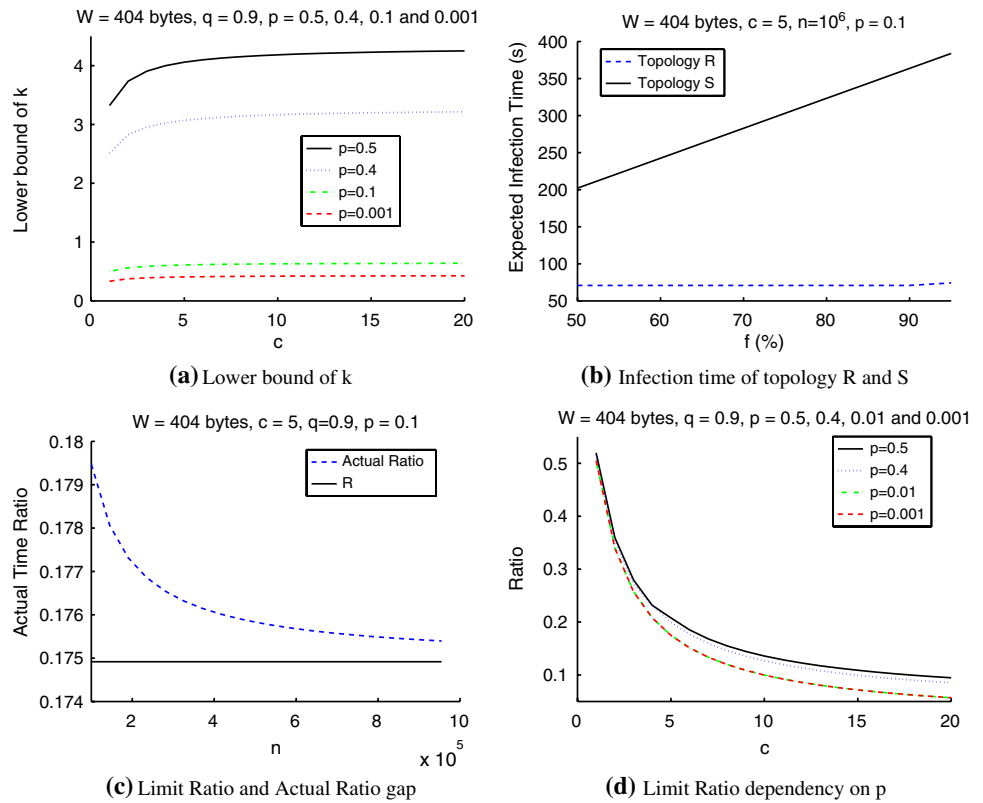 W = 404 bytes, q = 0.9, p = 0.5, 0.4, 0.1 and 0.001
Lower bound of k
4
3
2
1
0
p=0.5
p=0.4
p=0.1
p=0.001
0 5 10 15 20
c
(a) Lower bound of k
W = 404 bytes, c = 5, n=10⁶, p = 0.1
Expected Infection Time (s)
400
350
300
250
200
150
100
50
Topology R
Topology S
50 60 70 80 90
f (%)
(b) Infection time of topology R and S
W = 404 bytes, c = 5, q=0.9, p = 0.1
Actual Time Ratio
0.18
0.179
0.178
0.177
0.176
0.175
0.174
Actual Ratio
R
2 4 6 8 10
n
x 10⁵
(c) Limit Ratio and Actual Ratio gap
W = 404 bytes, q = 0.9, p = 0.5, 0.4, 0.01 and 0.001
Ratio
0.5
0.4
0.3
0.2
0.1
p=0.5
p=0.4
p=0.01
p=0.001
0 5 10 15 20
c
(d) Limit Ratio dependency on p